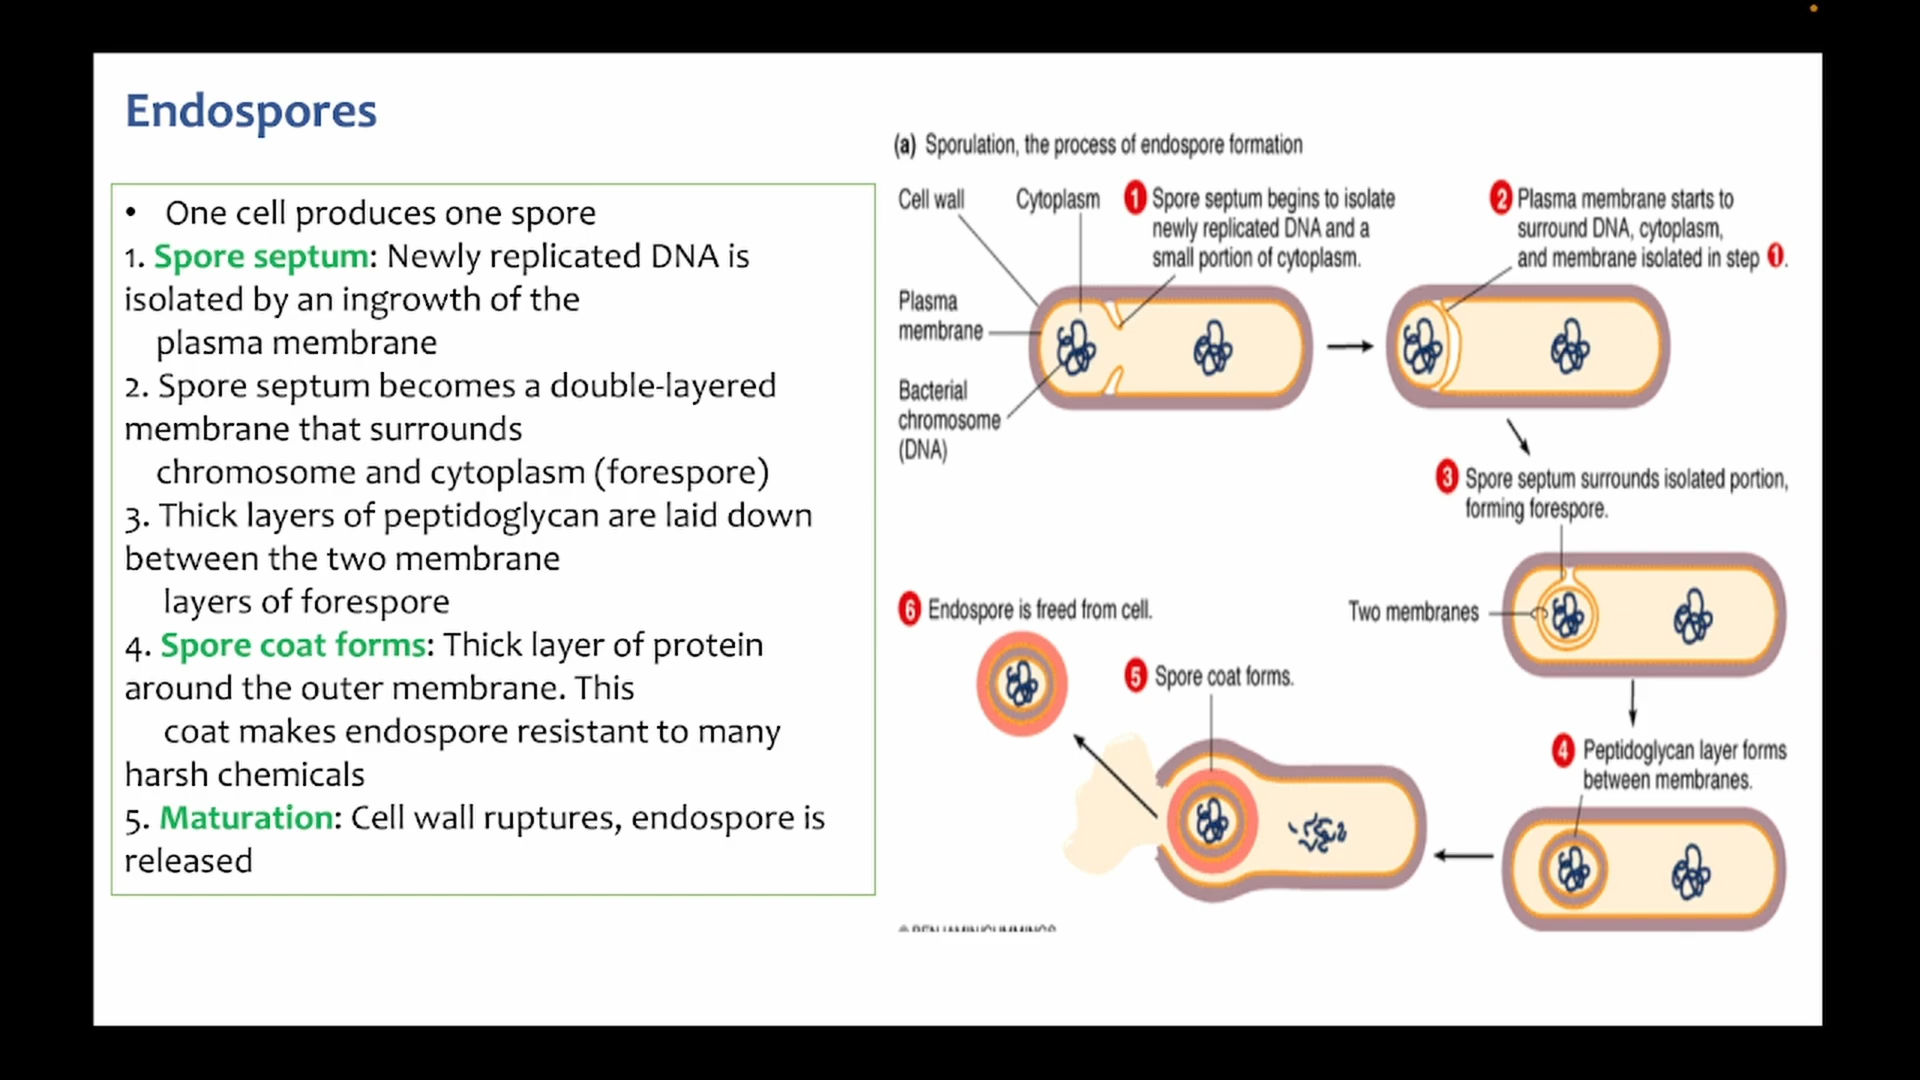 Endospores
• One cell produces one spore
1. Spore septum: Newly replicated DNA is
isolated by an ingrowth of the
plasma membrane
2. Spore septum becomes a double-layered
membrane that surrounds
chromosome and cytoplasm (forespore)
3. Thick layers of peptidoglycan are laid down
between the two membrane
layers of forespore
4. Spore coat forms: Thick layer of protein
around the outer membrane. This
coat makes endospore resistant to many
harsh chemicals
5. Maturation: Cell wall ruptures, endospore is
released
(a) Sporulation, the process of endospore formation
Cell wall
Cytoplasm
Plasma
membrane
Bacterial
chromosome
(DNA)
1 Spore septum begins to isolate
newly replicated DNA and a
small portion of cytoplasm.
2 Plasma membrane starts to
surround DNA, cytoplasm,
and membrane isolated in step 1.
3 Spore septum surrounds isolated portion,
forming forespore.
Two membranes
4 Peptidoglycan layer forms
between membranes.
5 Spore coat forms.
6 Endospore is freed from cell.